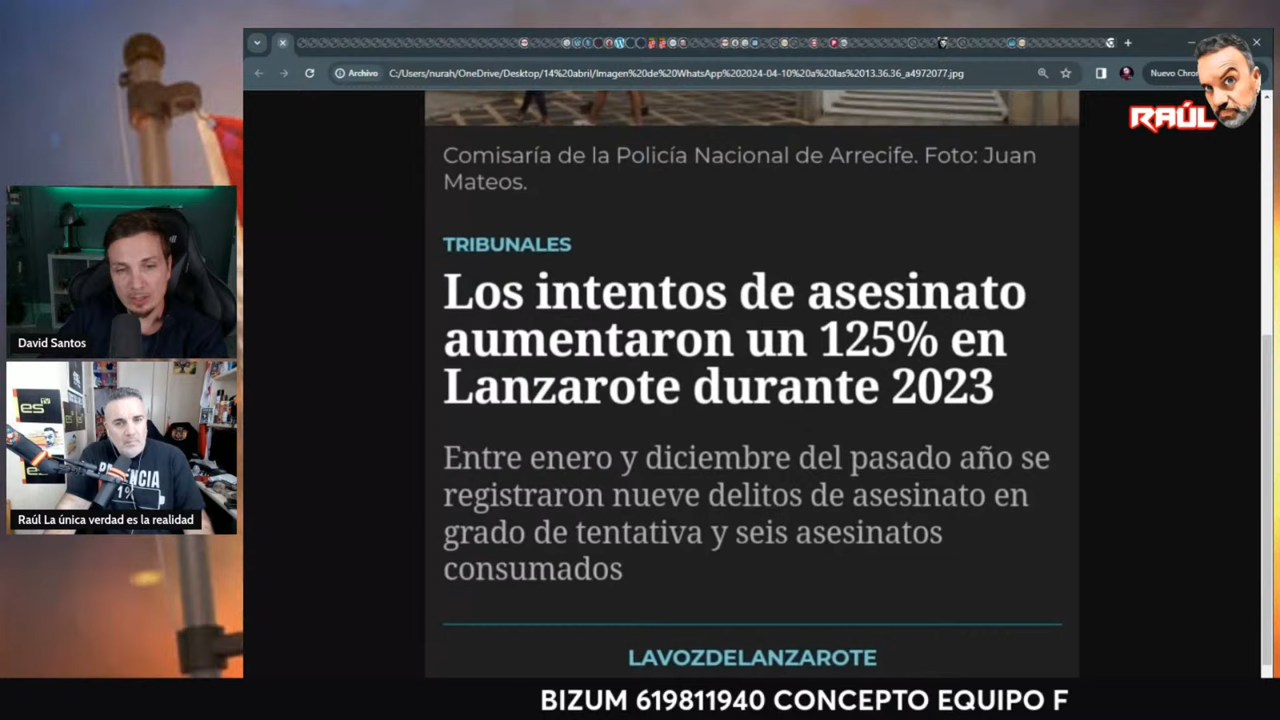 Archivo
C:/Users/nurah/OneDrive/Desktop/14%20abril/Imagen%20de%20WhatsApp%202024-04-10%20a%20las%2013.36.36_a4972077.jpg
Nuevo Chro
RAÚL
Comisaría de la Policía Nacional de Arrecife. Foto: Juan
Mateos.
TRIBUNALES
Los intentos de asesinato
aumentaron un 125% en
Lanzarote durante 2023
Entre enero y diciembre del pasado año se
registraron nueve delitos de asesinato en
grado de tentativa y seis asesinatos
consumados
LAVOZDELANZAROTE
David Santos
es
Raúl La única verdad es la realidad
BIZUM 619811940 CONCEPTO EQUIPO F